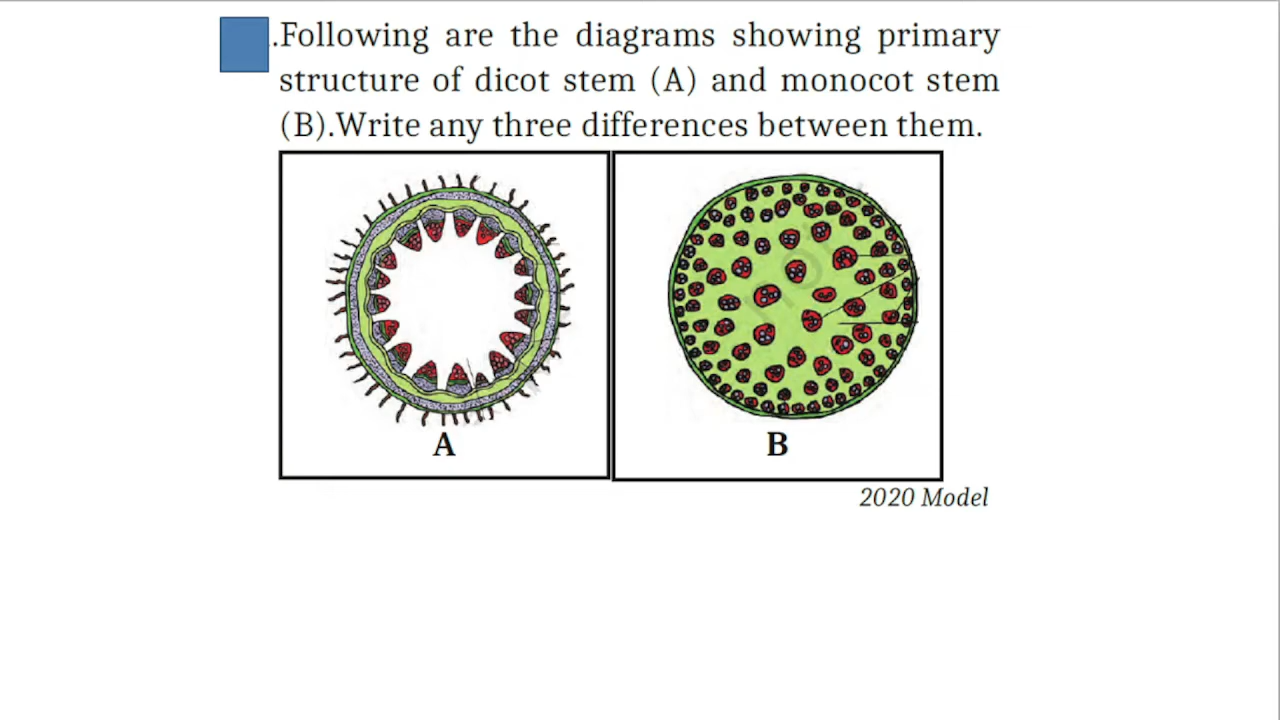 .Following are the diagrams showing primary
structure of dicot stem (A) and monocot stem
(B).Write any three differences between them.
A
B
2020 Model